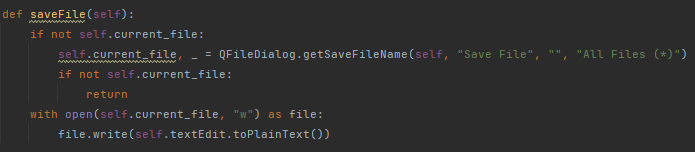 def saveFile(self):
    if not self.current_file:
        self.current_file, _ = QFileDialog.getSaveFileName(self, "Save File", "", "All Files (*)")
        if not self.current_file:
            return
    with open(self.current_file, "w") as file:
        file.write(self.textEdit.toPlainText())